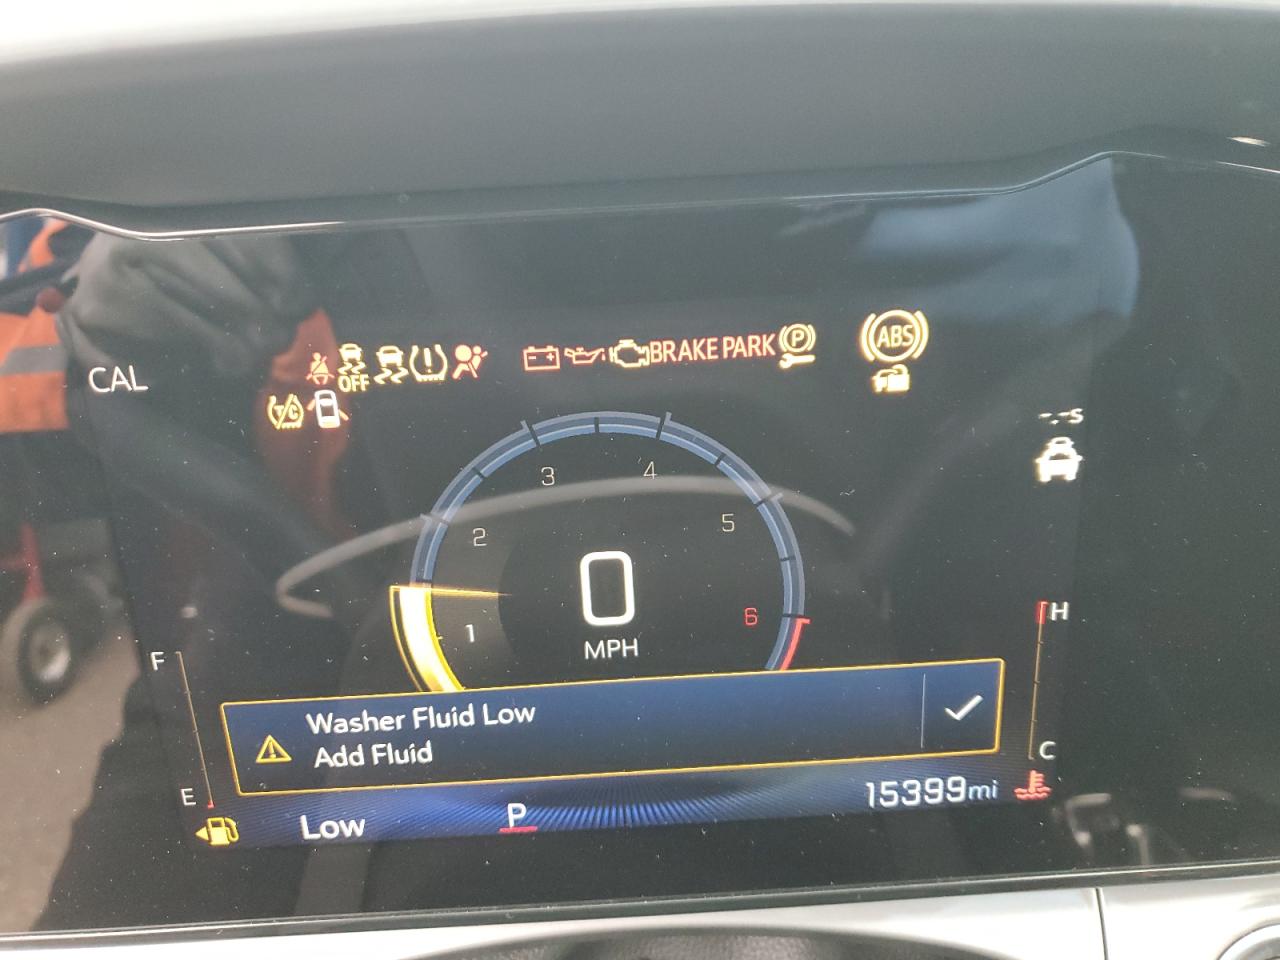 CAL
OFF
BRAKE PARK
P
ABS
T/C
-.-s
3
4
2
5
1
6
0
MPH
F
H
Washer Fluid Low
Add Fluid
C
E
Low
P
15399mi